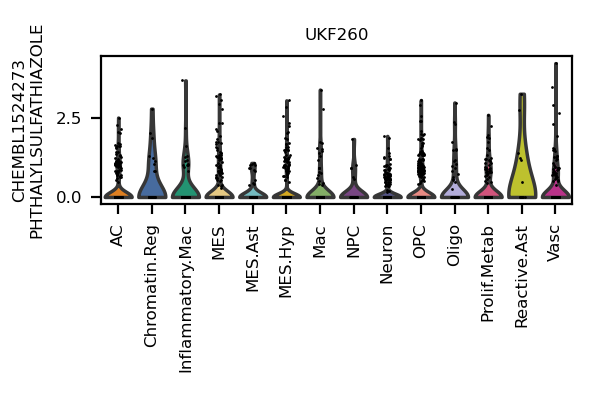 UKF260
CHEMBL1524273
PHTHALYLSULFATHIAZOLE
2.5
0.0
AC
Chromatin.Reg
Inflammatory.Mac
MES
MES.Ast
MES.Hyp
Mac
NPC
Neuron
OPC
Oligo
Prolif.Metab
Reactive.Ast
Vasc